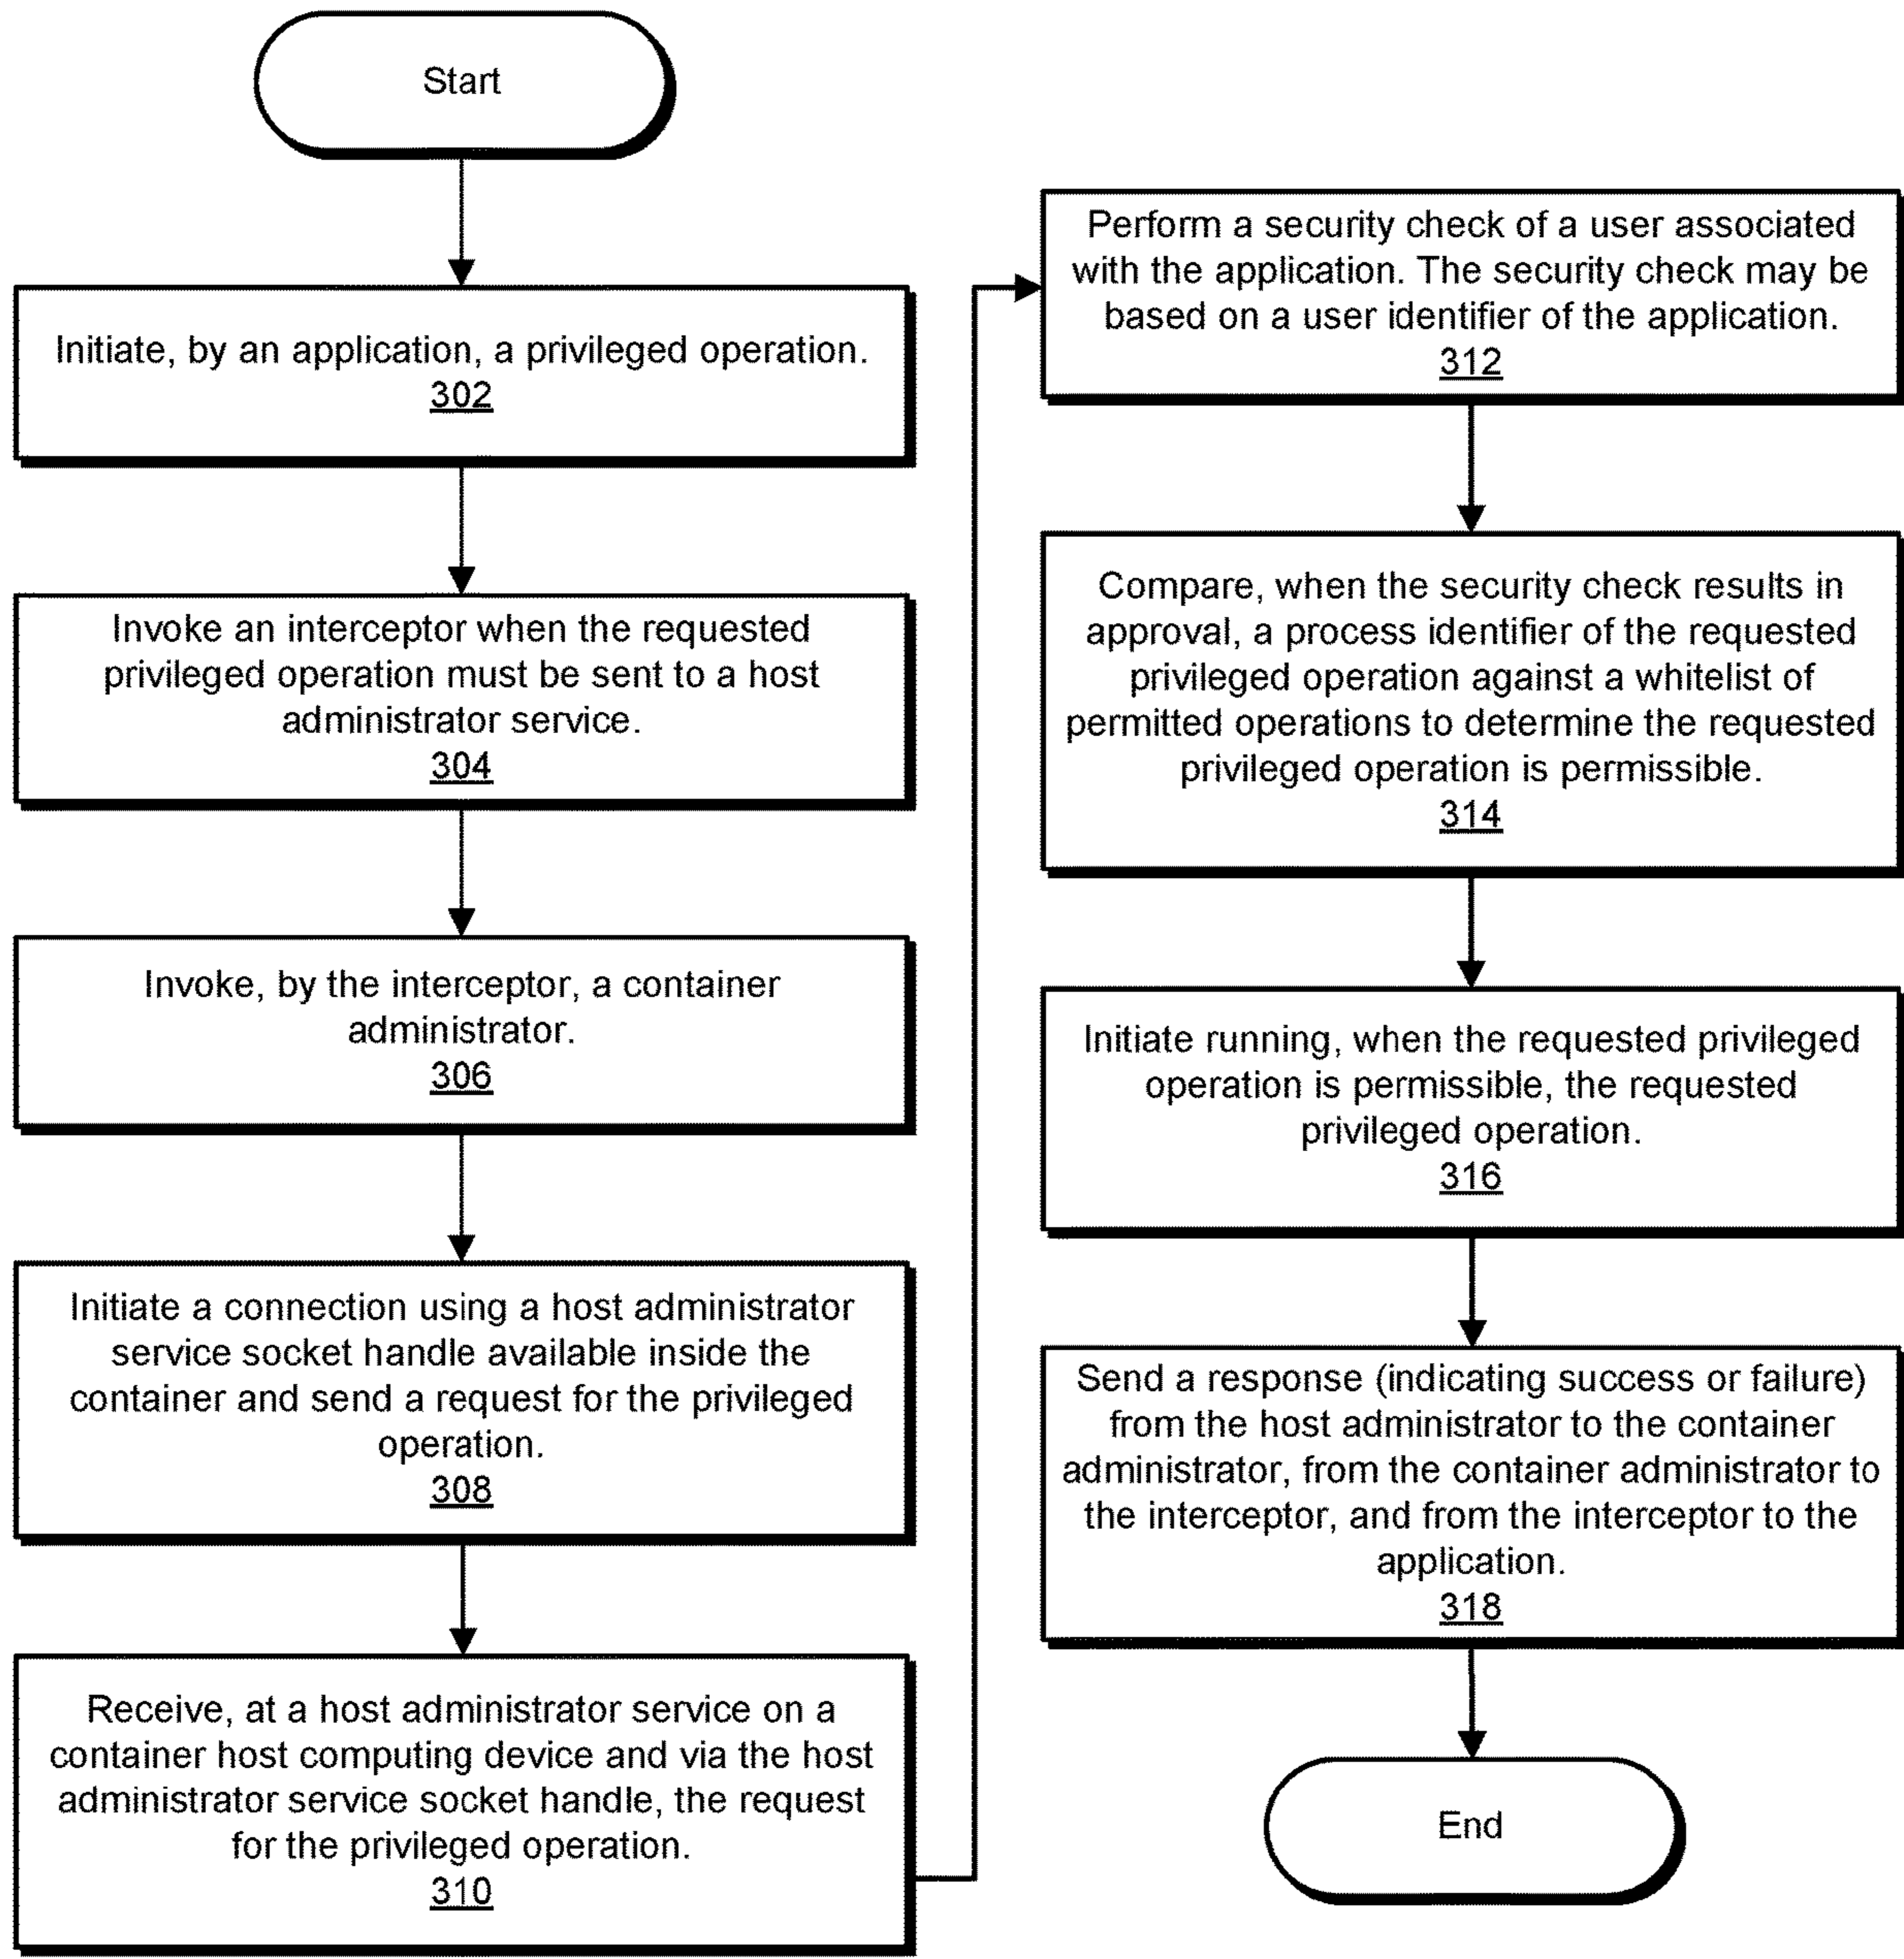 Start
Initiate, by an application, a privileged operation.
302
Invoke an interceptor when the requested
privileged operation must be sent to a host
administrator service.
304
Invoke, by the interceptor, a container
administrator.
306
Initiate a connection using a host administrator
service socket handle available inside the
container and send a request for the privileged
operation.
308
Receive, at a host administrator service on a
container host computing device and via the host
administrator service socket handle, the request
for the privileged operation.
310
Perform a security check of a user associated
with the application. The security check may be
based on a user identifier of the application.
312
Compare, when the security check results in
approval, a process identifier of the requested
privileged operation against a whitelist of
permitted operations to determine the requested
privileged operation is permissible.
314
Initiate running, when the requested privileged
operation is permissible, the requested
privileged operation.
316
Send a response (indicating success or failure)
from the host administrator to the container
administrator, from the container administrator to
the interceptor, and from the interceptor to the
application.
318
End